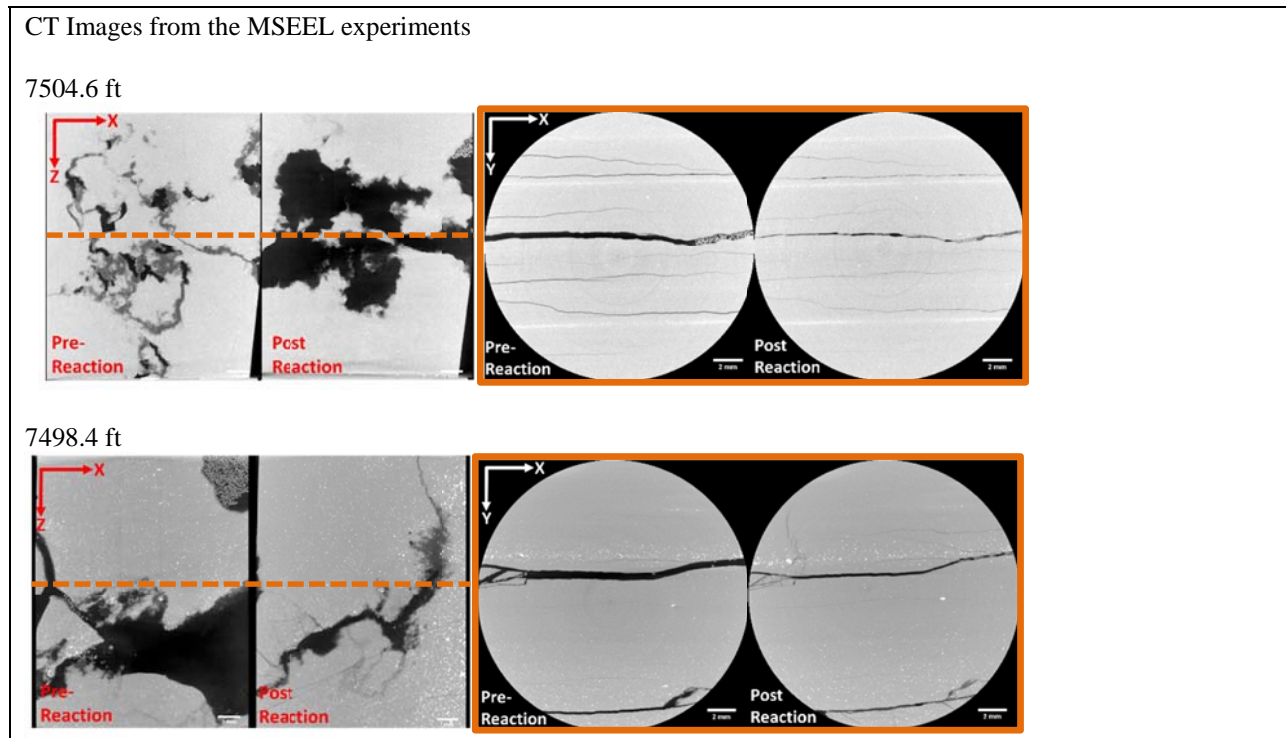 CT Images from the MSEEL experiments
7504.6 ft
X
Z
Pre-
Reaction
Post
Reaction
X
Y
Pre-
Reaction
2 mm
Post
Reaction
2 mm
7498.4 ft
X
Z
Pre-
Reaction
Post
Reaction
X
Y
Pre-
Reaction
2 mm
Post
Reaction
2 mm